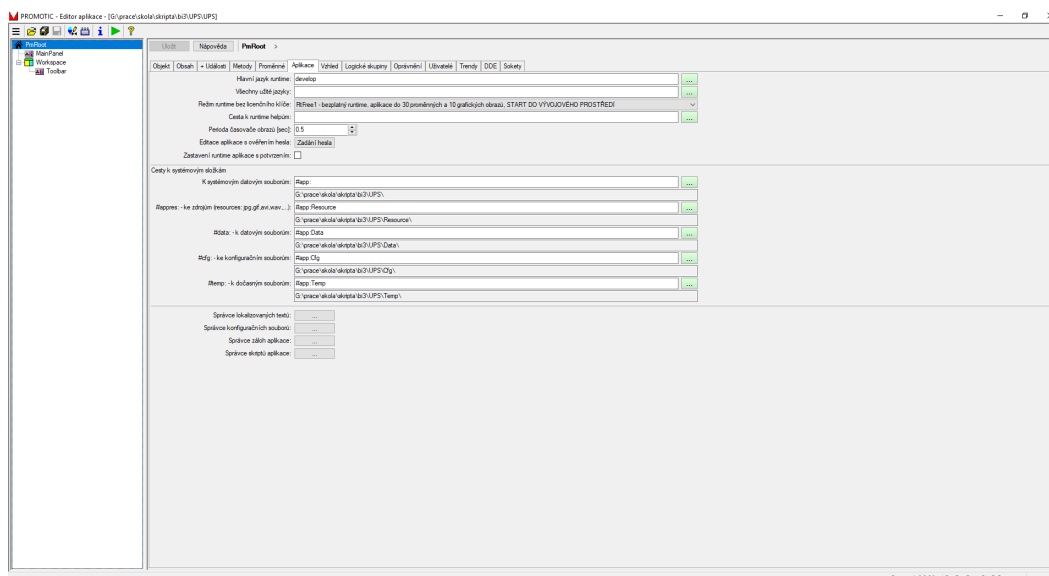 PROMOTIC - Editor aplikace - [G:\prace\skola\skripta\bi3\UPS\UPS]
PmRoot
MainPanel
Workspace
Toolbar
Uložit Nápověda PmRoot >
Objekt Obsah + Události Metody Proměnné Aplikace Vzhled Logické skupiny Oprávnění Uživatelé Trendy DDE Sokety
Hlavní jazyk runtime: develop ...
Všechny užité jazyky: ...
Režim runtime bez licenčního klíče: RtFree1 - bezplatný runtime, aplikace do 30 proměnných a 10 grafických obrazů, START DO VÝVOJOVÉHO PROSTŘEDÍ
Cesta k runtime helpům: ...
Perioda časovače obrazů [sec]: 0.5
Editace aplikace s ověřením hesla: Zadání hesla
Zastavení runtime aplikace s potvrzením:
Cesty k systémovým složkám
K systémovým datovým souborům: #app: ...
G:\prace\skola\skripta\bi3\UPS\
#appres: - ke zdrojům (resources: jpg,gif,avi,wav,...): #app:Resource ...
G:\prace\skola\skripta\bi3\UPS\Resource\
#data: - k datovým souborům: #app:Data ...
G:\prace\skola\skripta\bi3\UPS\Data\
#cfg: - ke konfiguračním souborům: #app:Cfg ...
G:\prace\skola\skripta\bi3\UPS\Cfg\
#temp: - k dočasným souborům: #app:Temp ...
G:\prace\skola\skripta\bi3\UPS\Temp\
Správce lokalizovaných textů: ...
Správce konfiguračních souborů: ...
Správce záloh aplikace: ...
Správce skriptů aplikace: ...